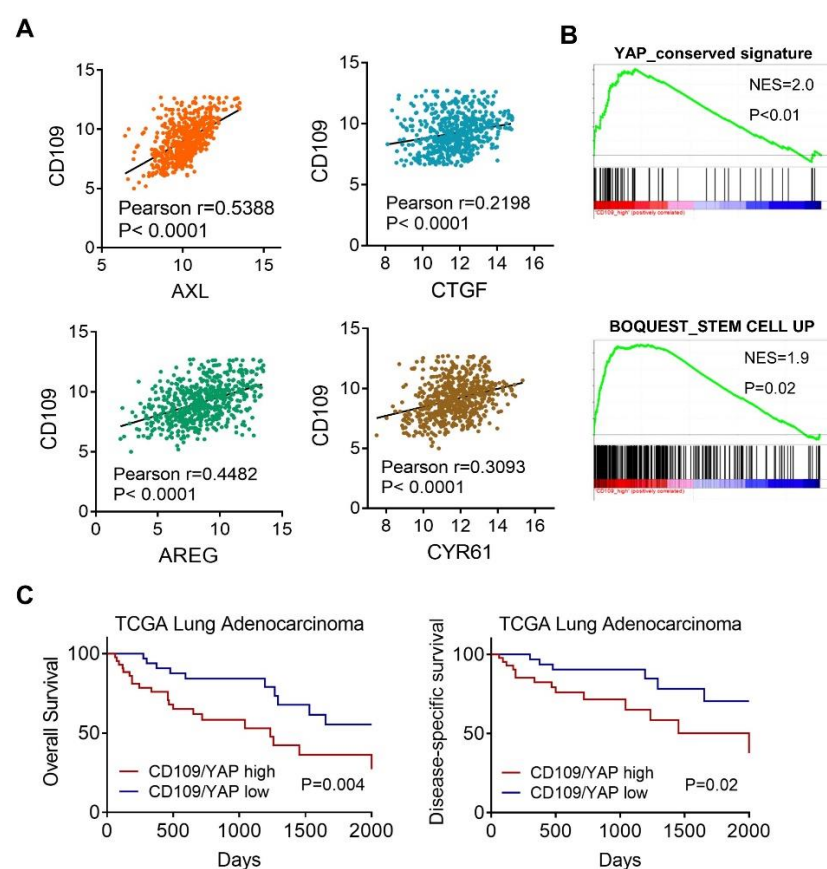 A
CD109
15
10
5
0
Pearson r=0.5388
P< 0.0001
5
10
15
AXL
CD109
15
10
5
0
Pearson r=0.2198
P< 0.0001
8
10
12
14
16
CTGF
CD109
15
10
5
0
Pearson r=0.4482
P< 0.0001
0
5
10
15
AREG
CD109
15
10
5
0
Pearson r=0.3093
P< 0.0001
8
10
12
14
16
CYR61
B
YAP_conserved signature
NES=2.0
P<0.01
'CD109_high' (positively correlated)
BOQUEST_STEM CELL UP
NES=1.9
P=0.02
'CD109_high' (positively correlated)
C
TCGA Lung Adenocarcinoma
Overall Survival
100
50
0
CD109/YAP high
CD109/YAP low
P=0.004
0
500
1000
1500
2000
Days
TCGA Lung Adenocarcinoma
Disease-specific survival
100
50
0
CD109/YAP high
CD109/YAP low
P=0.02
0
500
1000
1500
2000
Days